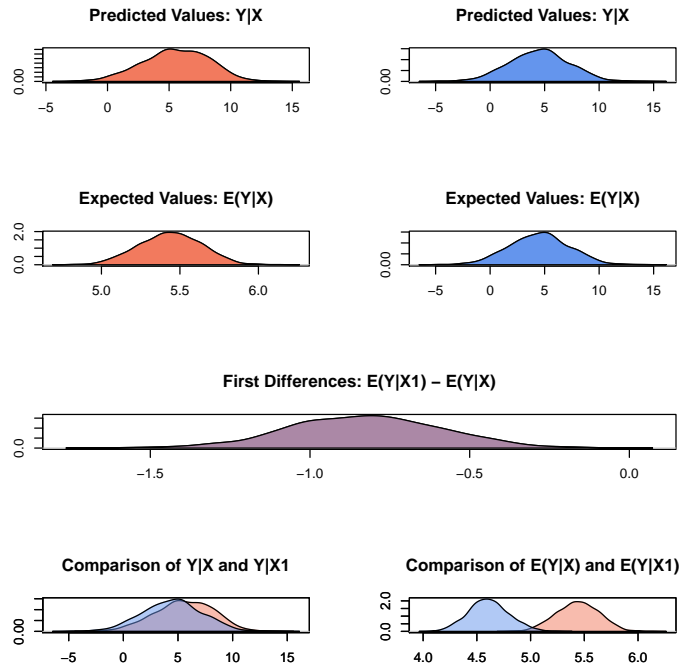 Predicted Values: Y|X
Predicted Values: Y|X
0.00
−5 0 5 10 15
0.00
−5 0 5 10 15
Expected Values: E(Y|X)
Expected Values: E(Y|X)
0.0 2.0
5.0 5.5 6.0
0.00
−5 0 5 10 15
First Differences: E(Y|X1) − E(Y|X)
0.0
−1.5 −1.0 −0.5 0.0
Comparison of Y|X and Y|X1
Comparison of E(Y|X) and E(Y|X1)
0.00
−5 0 5 10 15
0.0 2.0
4.0 4.5 5.0 5.5 6.0